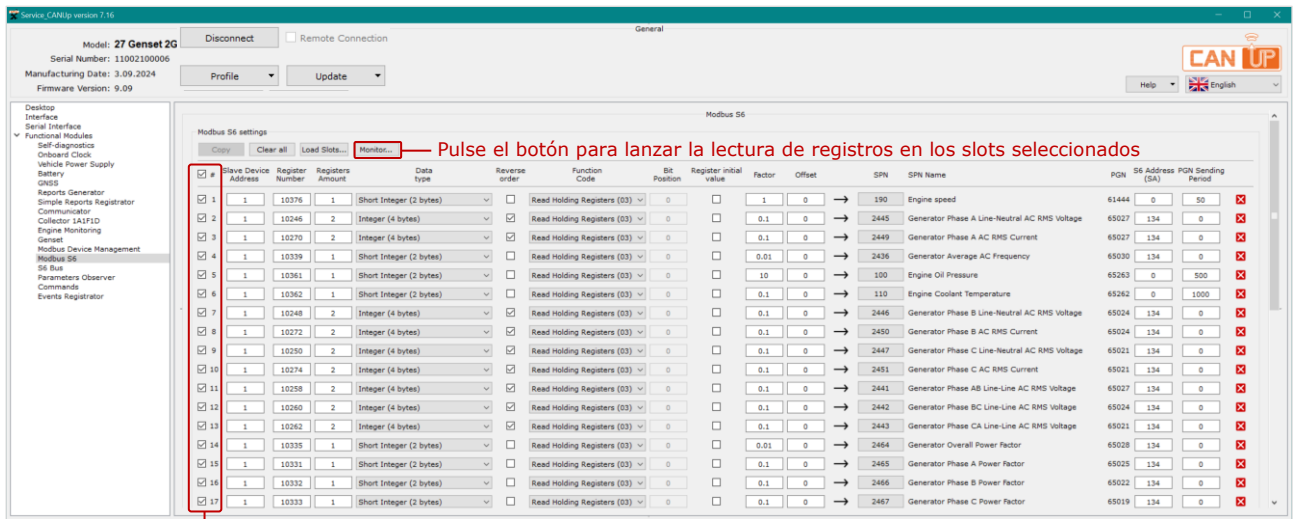 Service_CANUp version 7.16
General
Model: 27 Genset 2G
Serial Number: 11002100006
Manufacturing Date: 3.09.2024
Firmware Version: 9.09
Disconnect Remote Connection
Profile Update
CAN UP
Help English
Desktop
Interface
Serial Interface
Functional Modules
Self-diagnostics
Onboard Clock
Vehicle Power Supply
Battery
GNSS
Reports Generator
Simple Reports Registrator
Communicator
Collector 1A1F1D
Engine Monitoring
Genset
Modbus Device Management
Modbus S6
S6 Bus
Parameters Observer
Commands
Events Registrator
Modbus S6
Modbus S6 settings
Copy Clear all Load Slots... Monitor... Pulse el botón para lanzar la lectura de registros en los slots seleccionados
# Slave Device Address Register Number Registers Amount Data type Reverse order Function Code Bit Position Register initial value Factor Offset SPN SPN Name PGN S6 Address (SA) PGN Sending Period
1 1 10376 1 Short Integer (2 bytes) Read Holding Registers (03) 0 1 0 → 190 Engine speed 61444 0 50
2 1 10246 2 Integer (4 bytes) Read Holding Registers (03) 0 0.1 0 → 2445 Generator Phase A Line-Neutral AC RMS Voltage 65027 134 0
3 1 10270 2 Integer (4 bytes) Read Holding Registers (03) 0 0.1 0 → 2449 Generator Phase A AC RMS Current 65027 134 0
4 1 10339 1 Short Integer (2 bytes) Read Holding Registers (03) 0 0.01 0 → 2436 Generator Average AC Frequency 65030 134 0
5 1 10361 1 Short Integer (2 bytes) Read Holding Registers (03) 0 10 0 → 100 Engine Oil Pressure 65263 0 500
6 1 10362 1 Short Integer (2 bytes) Read Holding Registers (03) 0 0.1 0 → 110 Engine Coolant Temperature 65262 0 1000
7 1 10248 2 Integer (4 bytes) Read Holding Registers (03) 0 0.1 0 → 2446 Generator Phase B Line-Neutral AC RMS Voltage 65024 134 0
8 1 10272 2 Integer (4 bytes) Read Holding Registers (03) 0 0.1 0 → 2450 Generator Phase B AC RMS Current 65024 134 0
9 1 10250 2 Integer (4 bytes) Read Holding Registers (03) 0 0.1 0 → 2447 Generator Phase C Line-Neutral AC RMS Voltage 65021 134 0
10 1 10274 2 Integer (4 bytes) Read Holding Registers (03) 0 0.1 0 → 2451 Generator Phase C AC RMS Current 65021 134 0
11 1 10258 2 Integer (4 bytes) Read Holding Registers (03) 0 0.1 0 → 2441 Generator Phase AB Line-Line AC RMS Voltage 65027 134 0
12 1 10260 2 Integer (4 bytes) Read Holding Registers (03) 0 0.1 0 → 2442 Generator Phase BC Line-Line AC RMS Voltage 65024 134 0
13 1 10262 2 Integer (4 bytes) Read Holding Registers (03) 0 0.1 0 → 2443 Generator Phase CA Line-Line AC RMS Voltage 65021 134 0
14 1 10335 1 Short Integer (2 bytes) Read Holding Registers (03) 0 0.01 0 → 2464 Generator Overall Power Factor 65028 134 0
15 1 10331 1 Short Integer (2 bytes) Read Holding Registers (03) 0 0.1 0 → 2465 Generator Phase A Power Factor 65025 134 0
16 1 10332 1 Short Integer (2 bytes) Read Holding Registers (03) 0 0.1 0 → 2466 Generator Phase B Power Factor 65022 134 0
17 1 10333 1 Short Integer (2 bytes) Read Holding Registers (03) 0 0.1 0 → 2467 Generator Phase C Power Factor 65019 134 0